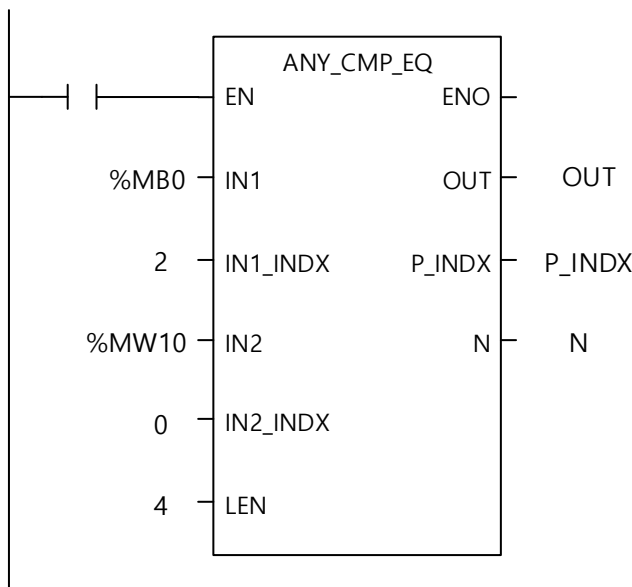 ANY_CMP_EQ
EN ENO
%MB0 IN1 OUT OUT
2 IN1_INDX P_INDX P_INDX
%MW10 IN2 N N
0 IN2_INDX
4 LEN